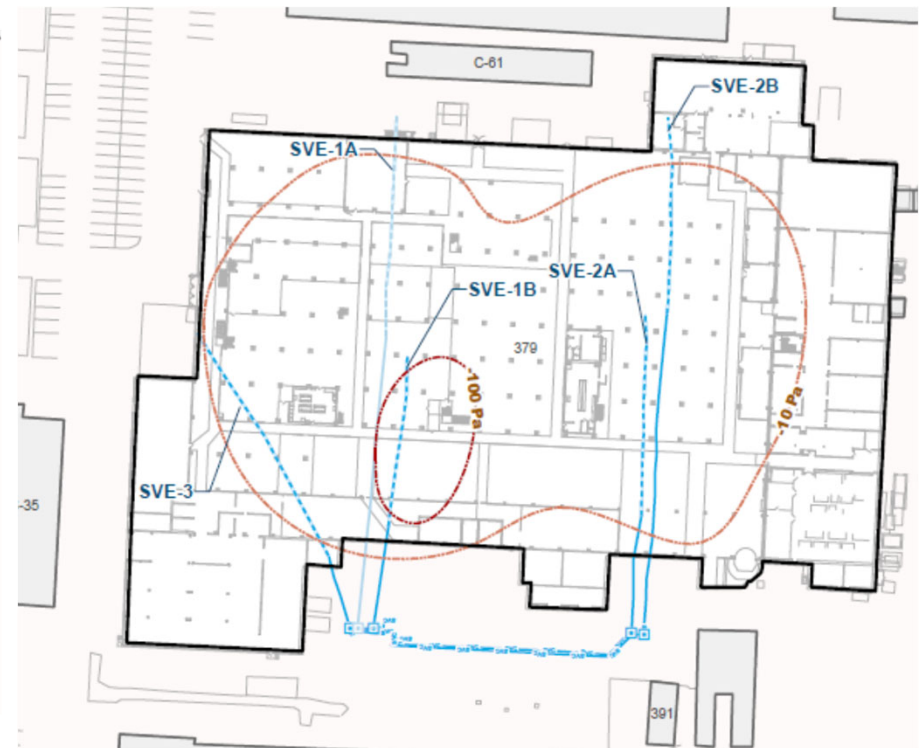 C-61
SVE-2B
SVE-1A
SVE-2A
SVE-1B
379
-100 Pa
-10 Pa
SVE-3
-35
391